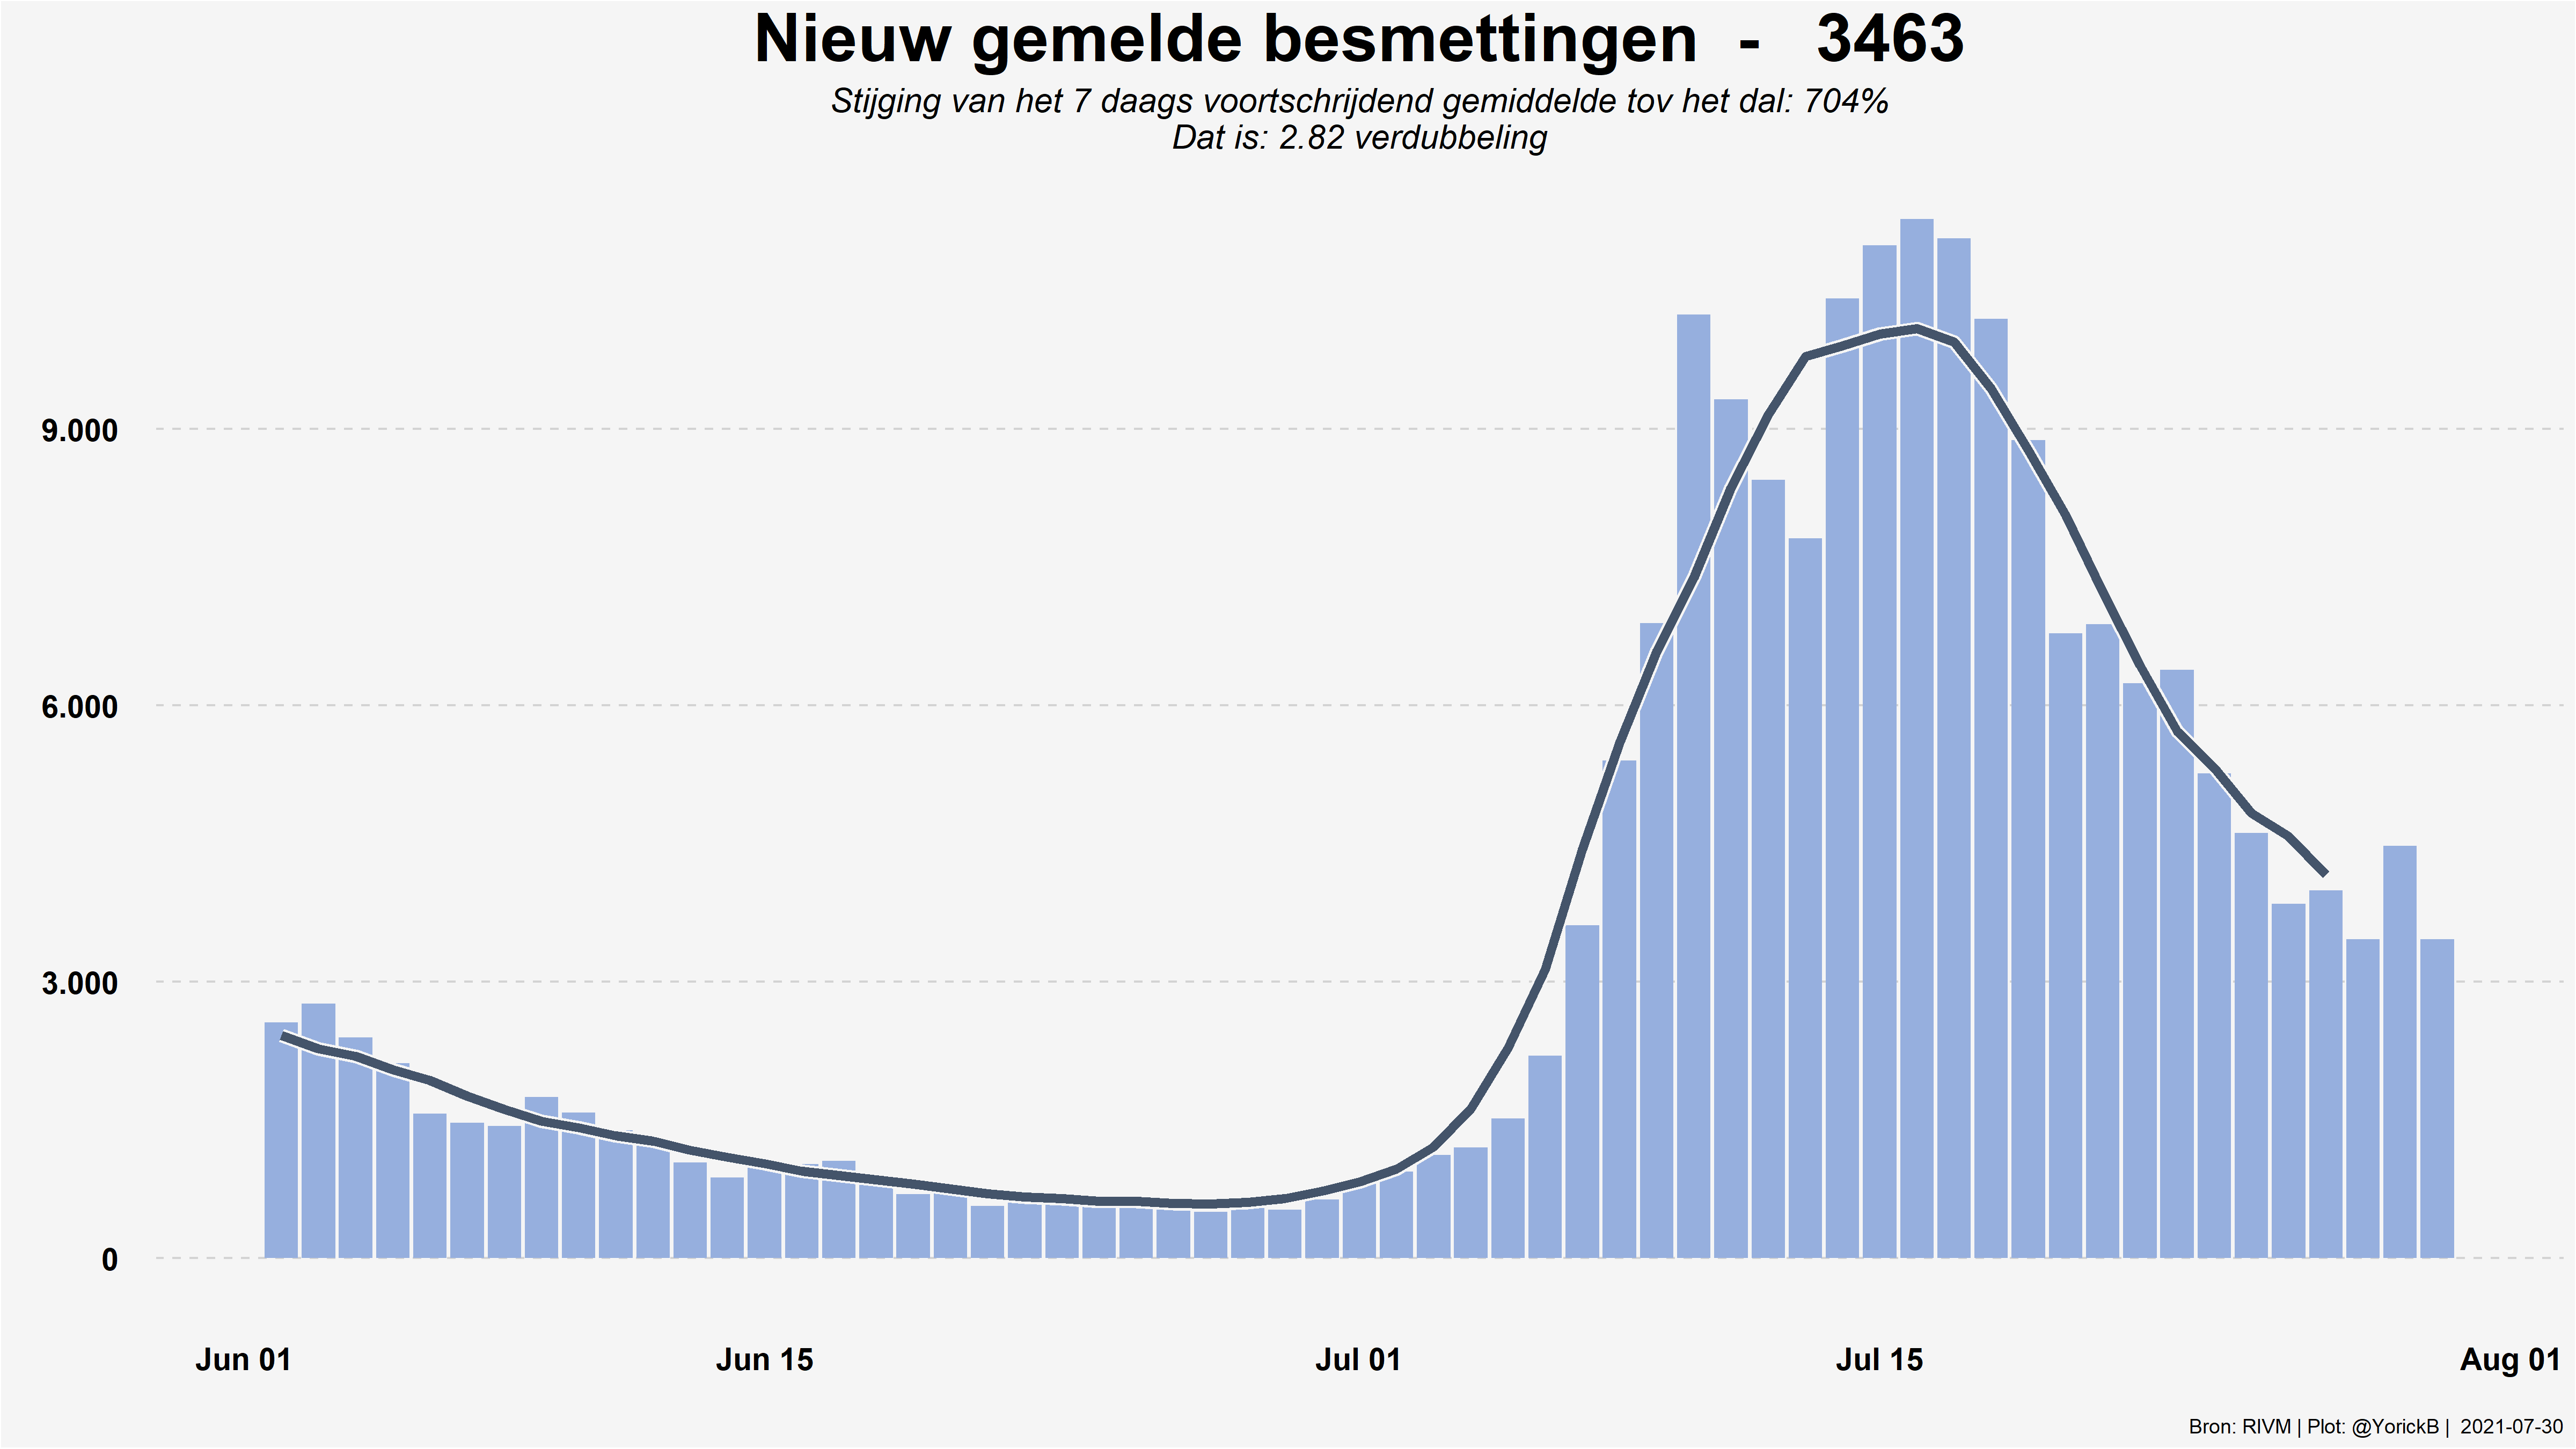 Nieuw gemelde besmettingen - 3463
Stijging van het 7 daags voortschrijdend gemiddelde tov het dal: 704%
Dat is: 2.82 verdubbeling
9.000
6.000
3.000
0
Jun 01 Jun 15 Jul 01 Jul 15 Aug 01
Bron: RIVM | Plot: @YorickB | 2021-07-30